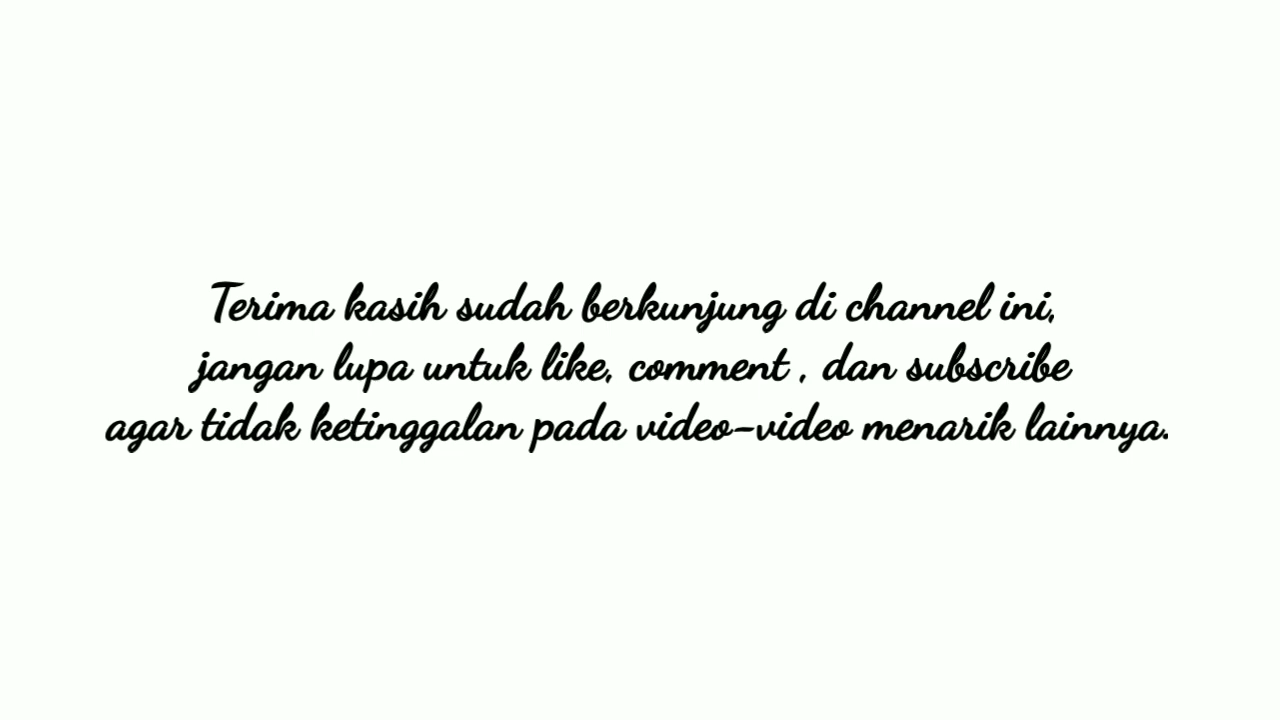 Terima kasih sudah berkunjung di channel ini,
jangan lupa untuk like, comment , dan subscribe
agar tidak ketinggalan pada video-video menarik lainnya.